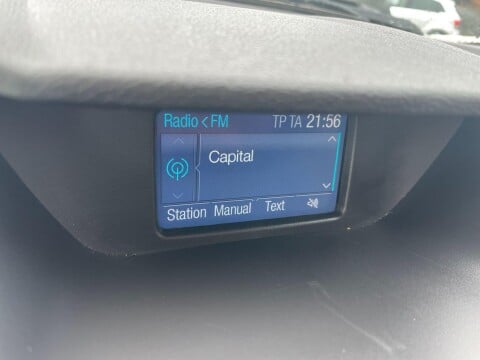 Radio < FM TP TA 21:56
Capital
Station Manual Text